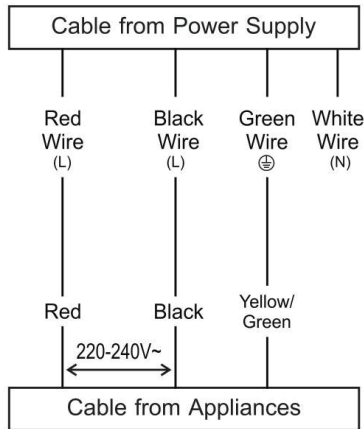 Cable from Power Supply
Red Wire (L)
Black Wire (L)
Green Wire ⏚
White Wire (N)
Red
Black
Yellow/ Green
220-240V~
Cable from Appliances